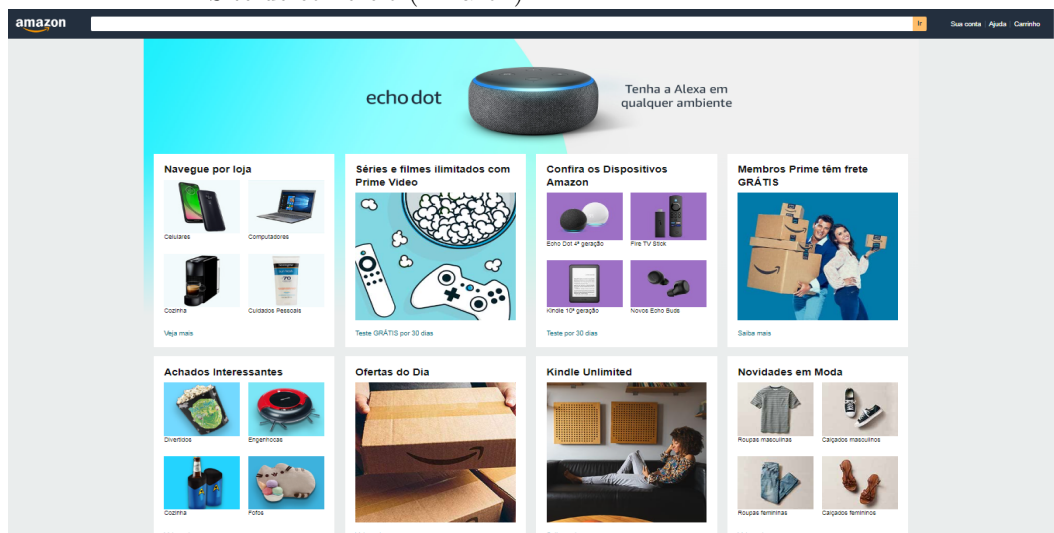 amazon
Ir
Sua conta
Ajuda
Carrinho
echo dot
Tenha a Alexa em
qualquer ambiente
Navegue por loja
Celulares
Computadores
Cozinha
Cuidados Pessoais
Veja mais
Séries e filmes ilimitados com
Prime Video
Teste GRÁTIS por 30 dias
Confira os Dispositivos
Amazon
Echo Dot 4ª geração
Fire TV Stick
Kindle 10ª geração
Novos Echo Buds
Teste por 30 dias
Membros Prime têm frete
GRÁTIS
Saiba mais
Achados Interessantes
Divertidos
Engenhocas
Cozinha
Fofos
Ofertas do Dia
Kindle Unlimited
Novidades em Moda
Roupas masculinas
Calçados masculinos
Roupas femininas
Calçados femininos